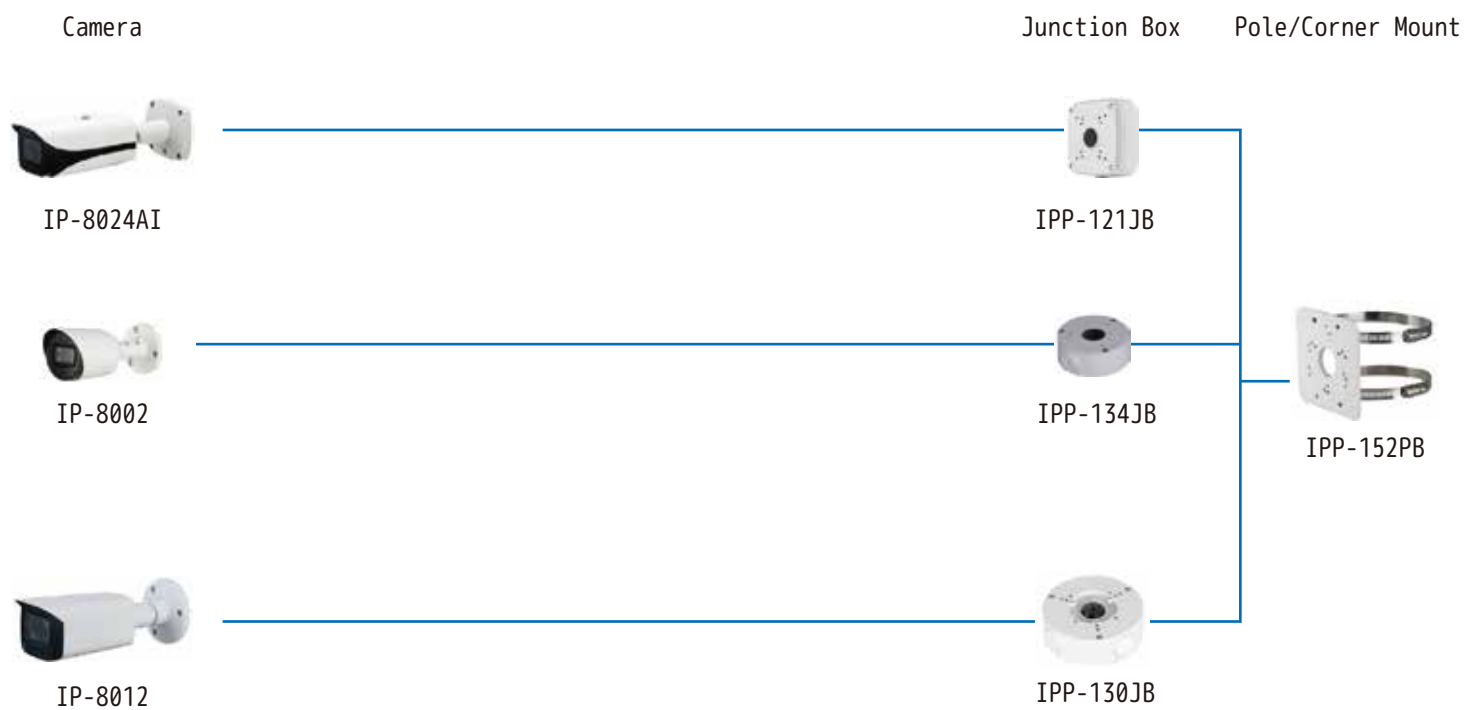 Camera
Junction Box
Pole/Corner Mount
IP-8024AI
IPP-121JB
IP-8002
IPP-134JB
IPP-152PB
IP-8012
IPP-130JB